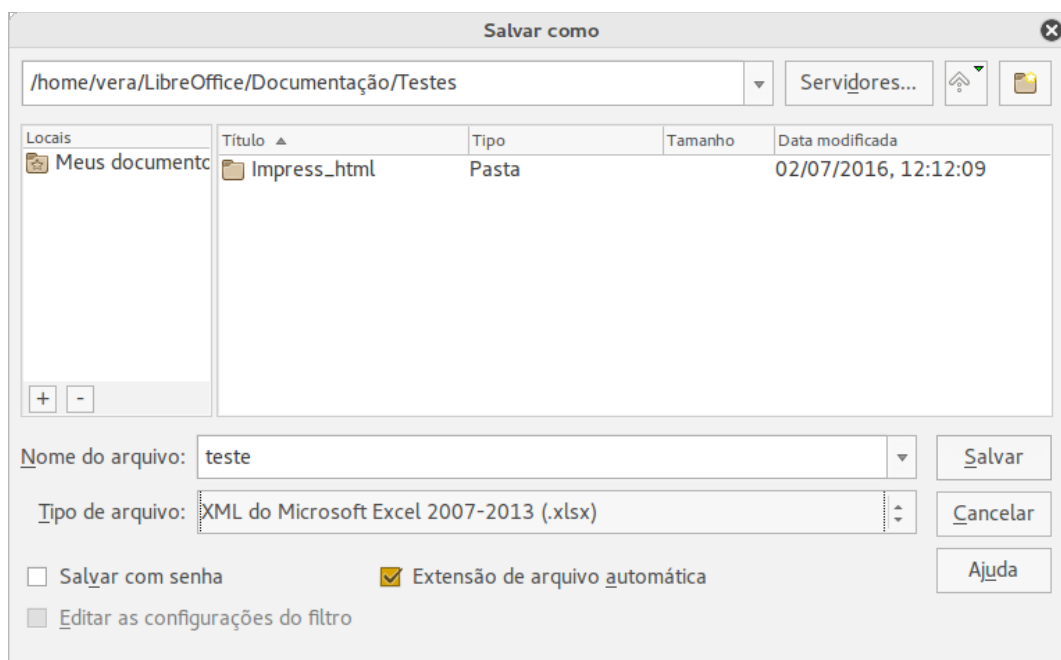 Salvar como
/home/vera/LibreOffice/Documentação/Testes
Servidores...
Locais
Título Tipo Tamanho Data modificada
Meus documento
Impress_html Pasta 02/07/2016, 12:12:09
+ -
Nome do arquivo: teste Salvar
Tipo de arquivo: XML do Microsoft Excel 2007-2013 (.xlsx) Cancelar
Salvar com senha Extensão de arquivo automática Ajuda
Editar as configurações do filtro